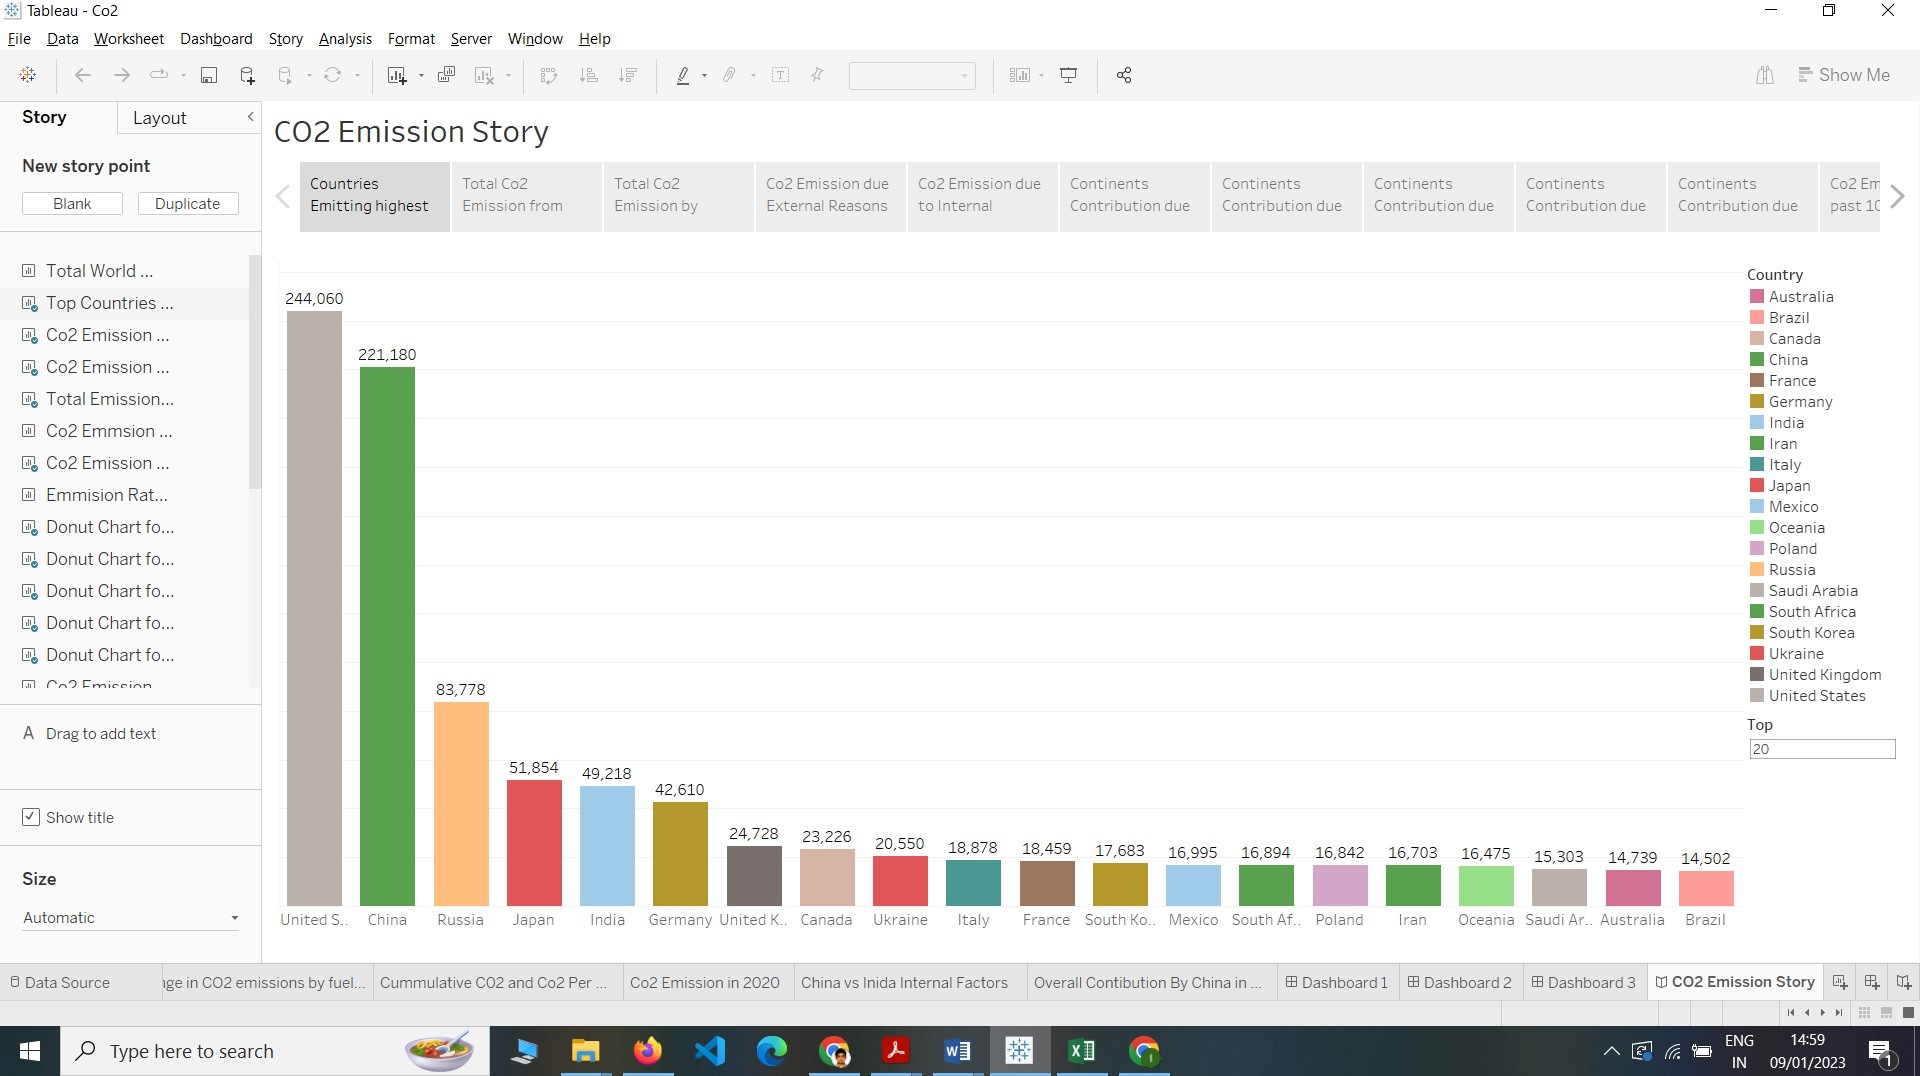 Tableau - Co2
File Data Worksheet Dashboard Story Analysis Format Server Window Help
Show Me
Story Layout
New story point
Blank Duplicate
Total World ...
Top Countries ...
Co2 Emission ...
Co2 Emission ...
Total Emission...
Co2 Emmsion ...
Co2 Emission ...
Emmision Rat...
Donut Chart fo...
Donut Chart fo...
Donut Chart fo...
Donut Chart fo...
Donut Chart fo...
Co2 Emission
A Drag to add text
Show title
Size
Automatic
CO2 Emission Story
Countries
Emitting highest
Total Co2
Emission from
Total Co2
Emission by
Co2 Emission due
External Reasons
Co2 Emission due
to Internal
Continents
Contribution due
Continents
Contribution due
Continents
Contribution due
Continents
Contribution due
Continents
Contribution due
Co2 Em
past 10
244,060
221,180
83,778
51,854
49,218
42,610
24,728
23,226
20,550
18,878
18,459
17,683
16,995
16,894
16,842
16,703
16,475
15,303
14,739
14,502
United S.. China Russia Japan India Germany United K.. Canada Ukraine Italy France South Ko.. Mexico South Af.. Poland Iran Oceania Saudi Ar.. Australia Brazil
Country
Australia
Brazil
Canada
China
France
Germany
India
Iran
Italy
Japan
Mexico
Oceania
Poland
Russia
Saudi Arabia
South Africa
South Korea
Ukraine
United Kingdom
United States
Top
20
Data Source nge in CO2 emissions by fuel... Cummulative CO2 and Co2 Per ... Co2 Emission in 2020 China vs Inida Internal Factors Overall Contibution By China in ... Dashboard 1 Dashboard 2 Dashboard 3 CO2 Emission Story
Type here to search
ENG
IN
14:59
09/01/2023
1